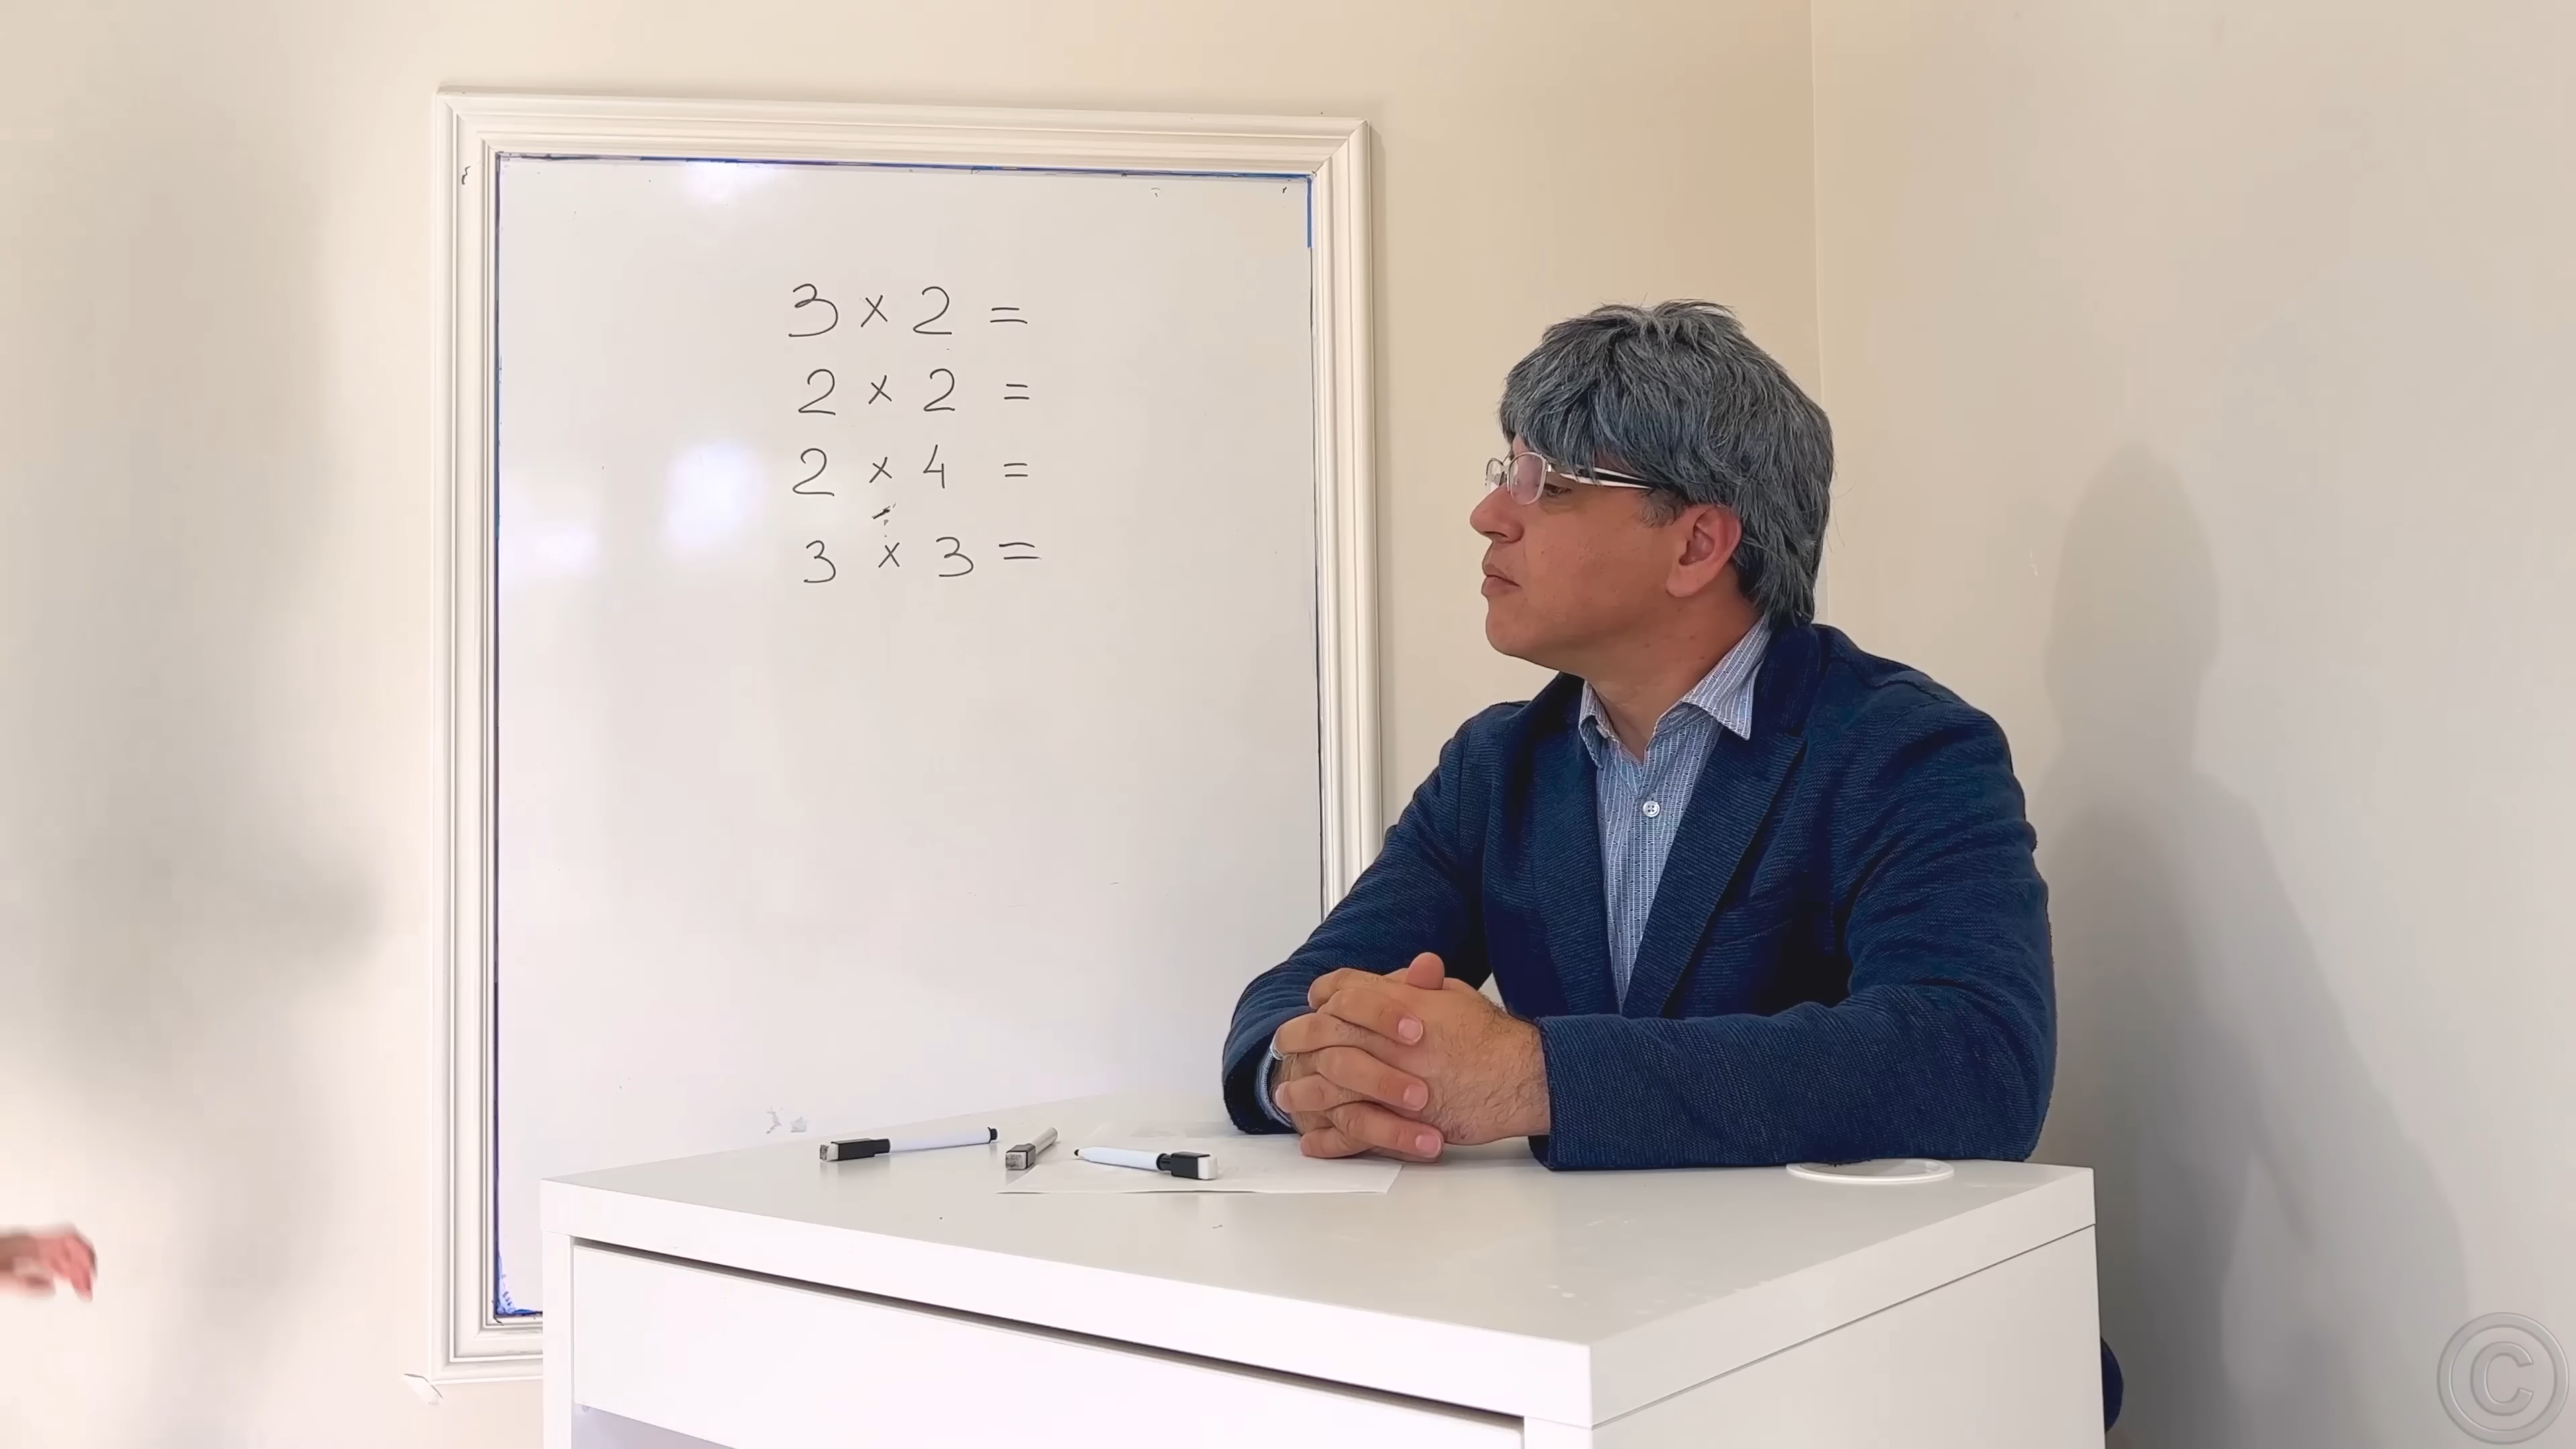 3 × 2 =
2 × 2 =
2 × 4 =
3 × 3 =
©